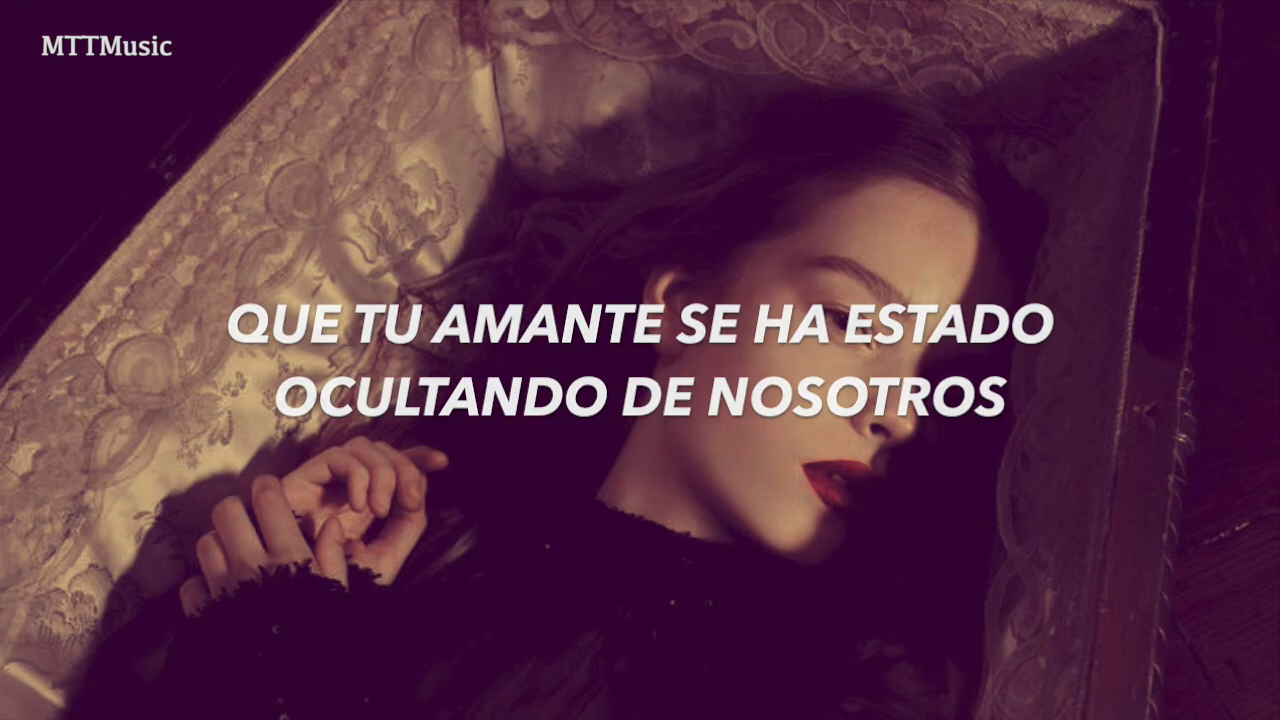 MTTMusic
QUE TU AMANTE SE HA ESTADO
OCULTANDO DE NOSOTROS